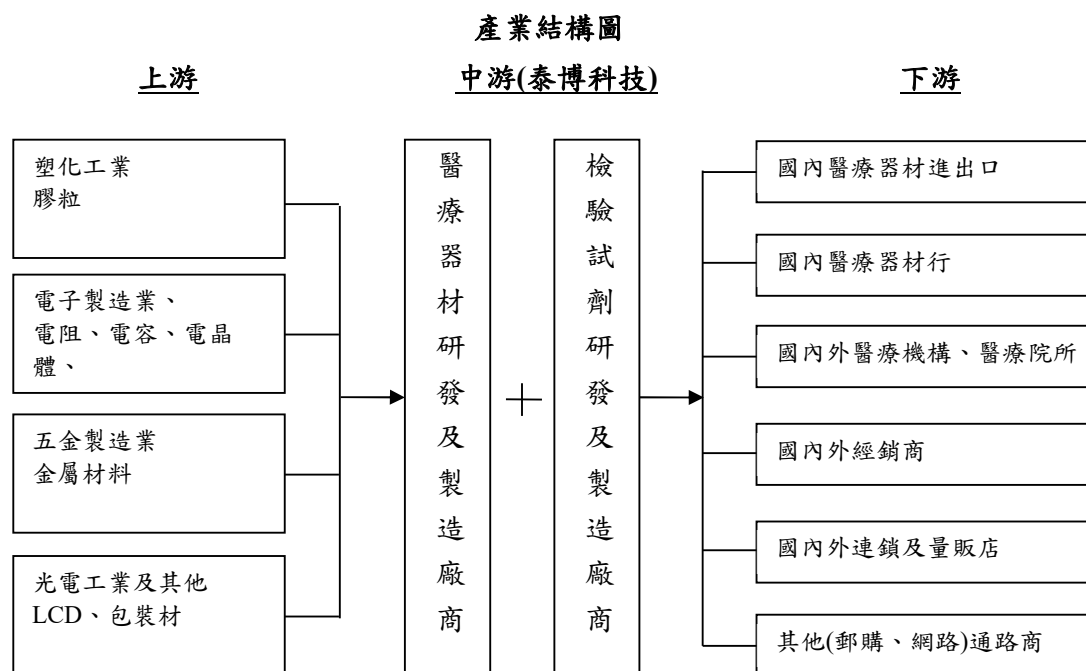 產業結構圖
上游
中游(泰博科技)
下游
塑化工業
膠粒
電子製造業、
電阻、電容、電晶
體、
五金製造業
金屬材料
光電工業及其他
LCD、包裝材
醫療器材研發及製造廠商
+
檢驗試劑研發及製造廠商
國內醫療器材進出口
國內醫療器材行
國內外醫療機構、醫療院所
國內外經銷商
國內外連鎖及量販店
其他(郵購、網路)通路商